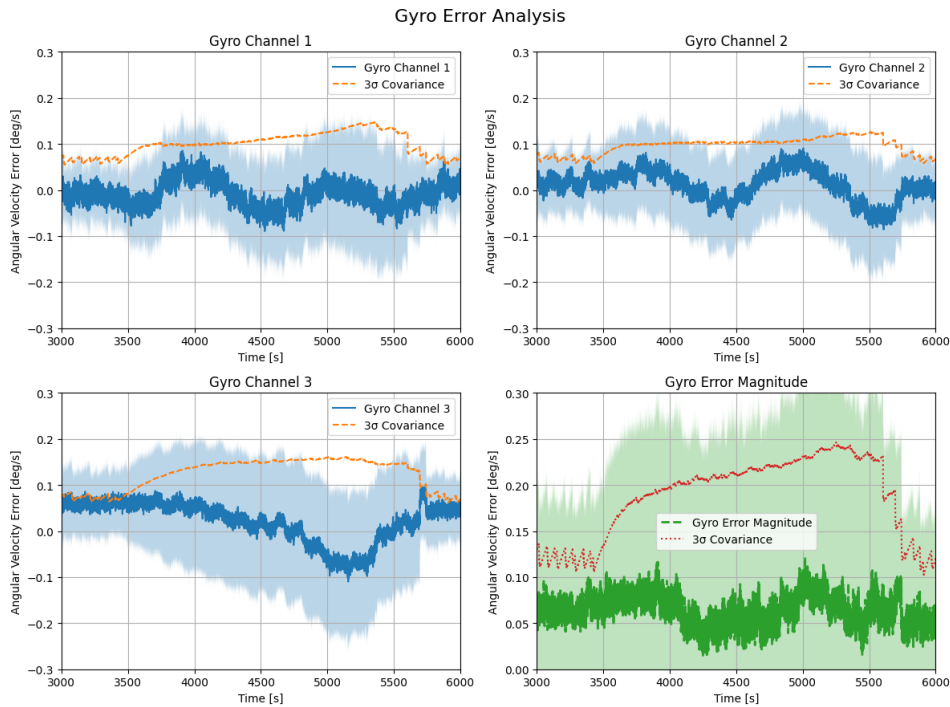 Gyro Error Analysis
Gyro Channel 1
Angular Velocity Error [deg/s]
0.3
0.2
0.1
0.0
−0.1
−0.2
−0.3
Gyro Channel 1
3σ Covariance
3000 3500 4000 4500 5000 5500 6000
Time [s]
Gyro Channel 2
Angular Velocity Error [deg/s]
0.3
0.2
0.1
0.0
−0.1
−0.2
−0.3
Gyro Channel 2
3σ Covariance
3000 3500 4000 4500 5000 5500 6000
Time [s]
Gyro Channel 3
Angular Velocity Error [deg/s]
0.3
0.2
0.1
0.0
−0.1
−0.2
−0.3
Gyro Channel 3
3σ Covariance
3000 3500 4000 4500 5000 5500 6000
Time [s]
Gyro Error Magnitude
Angular Velocity Error [deg/s]
0.30
0.25
0.20
0.15
0.10
0.05
0.00
Gyro Error Magnitude
3σ Covariance
3000 3500 4000 4500 5000 5500 6000
Time [s]